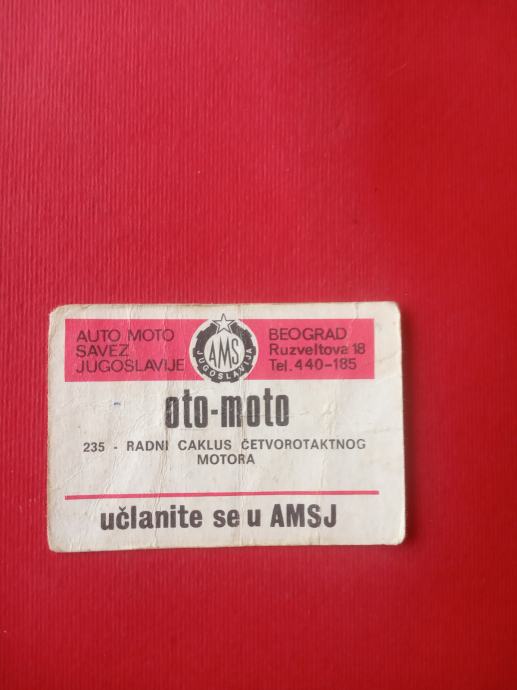 AUTO MOTO
SAVEZ
JUGOSLAVIJE
AMS
JUGOSLAVIJA
BEOGRAD
Ruzveltova 18
Tel. 440-185
oto-moto
235 - RADNI CAKLUS ČETVOROTAKTNOG
MOTORA
učlanite se u AMSJ